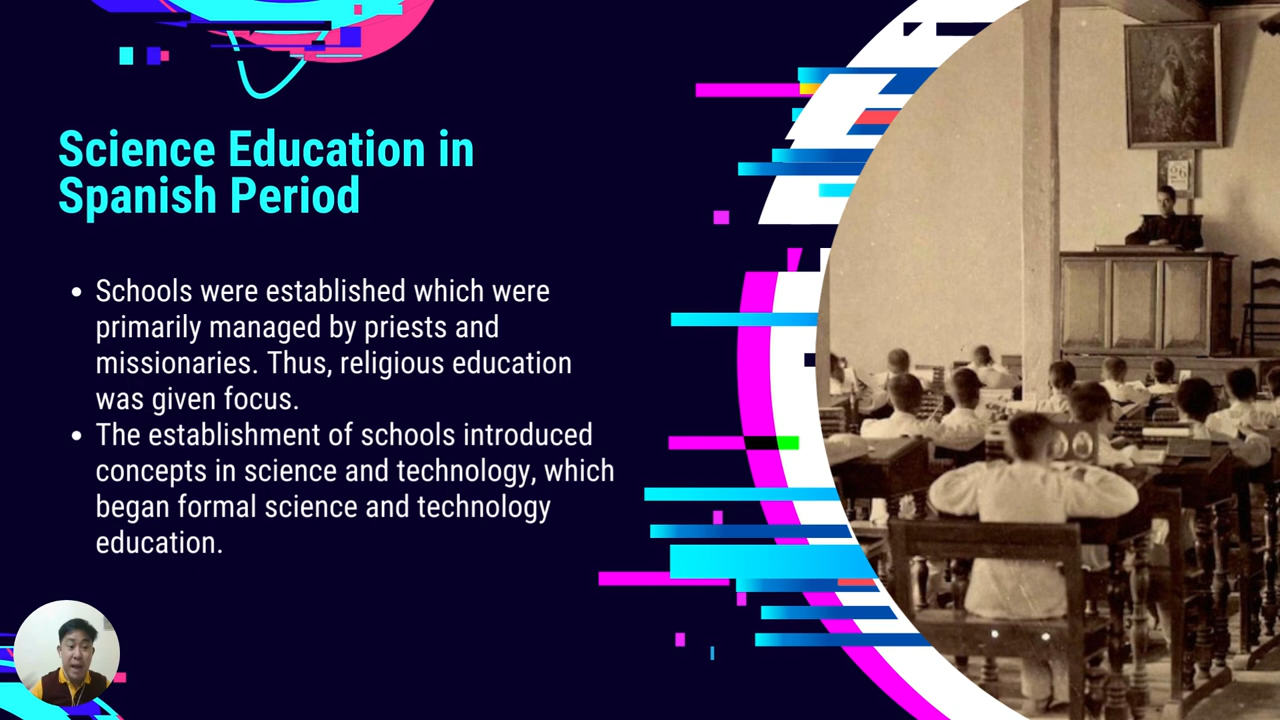 Science Education in
Spanish Period
• Schools were established which were
primarily managed by priests and
missionaries. Thus, religious education
was given focus.
• The establishment of schools introduced
concepts in science and technology, which
began formal science and technology
education.
26